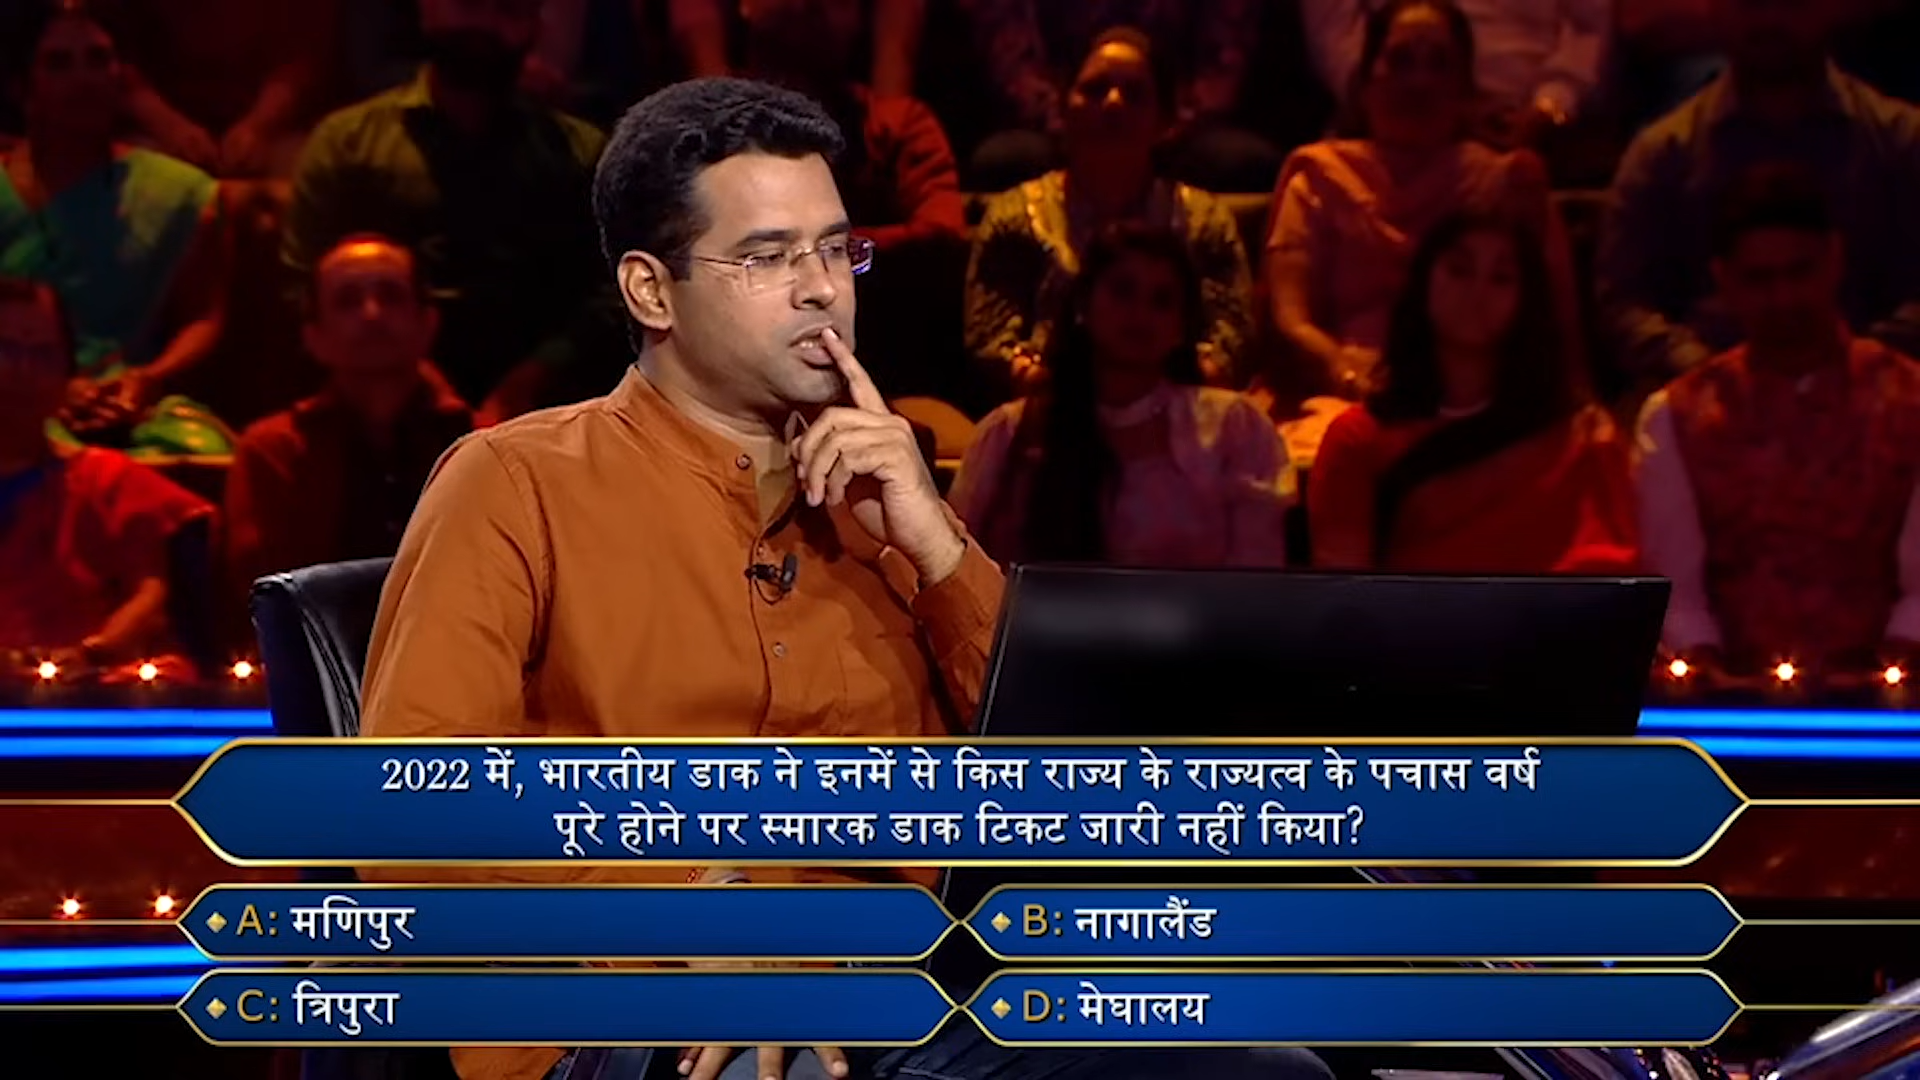 2022 में, भारतीय डाक ने इनमें से किस राज्य के राज्यत्व के पचास वर्ष
पूरे होने पर स्मारक डाक टिकट जारी नहीं किया?
A: मणिपुर
B: नागालैंड
C: त्रिपुरा
D: मेघालय